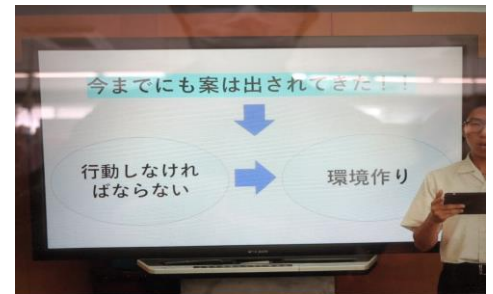 今までにも案は出されてきた！！
行動しなけれ
ばならない
環境作り